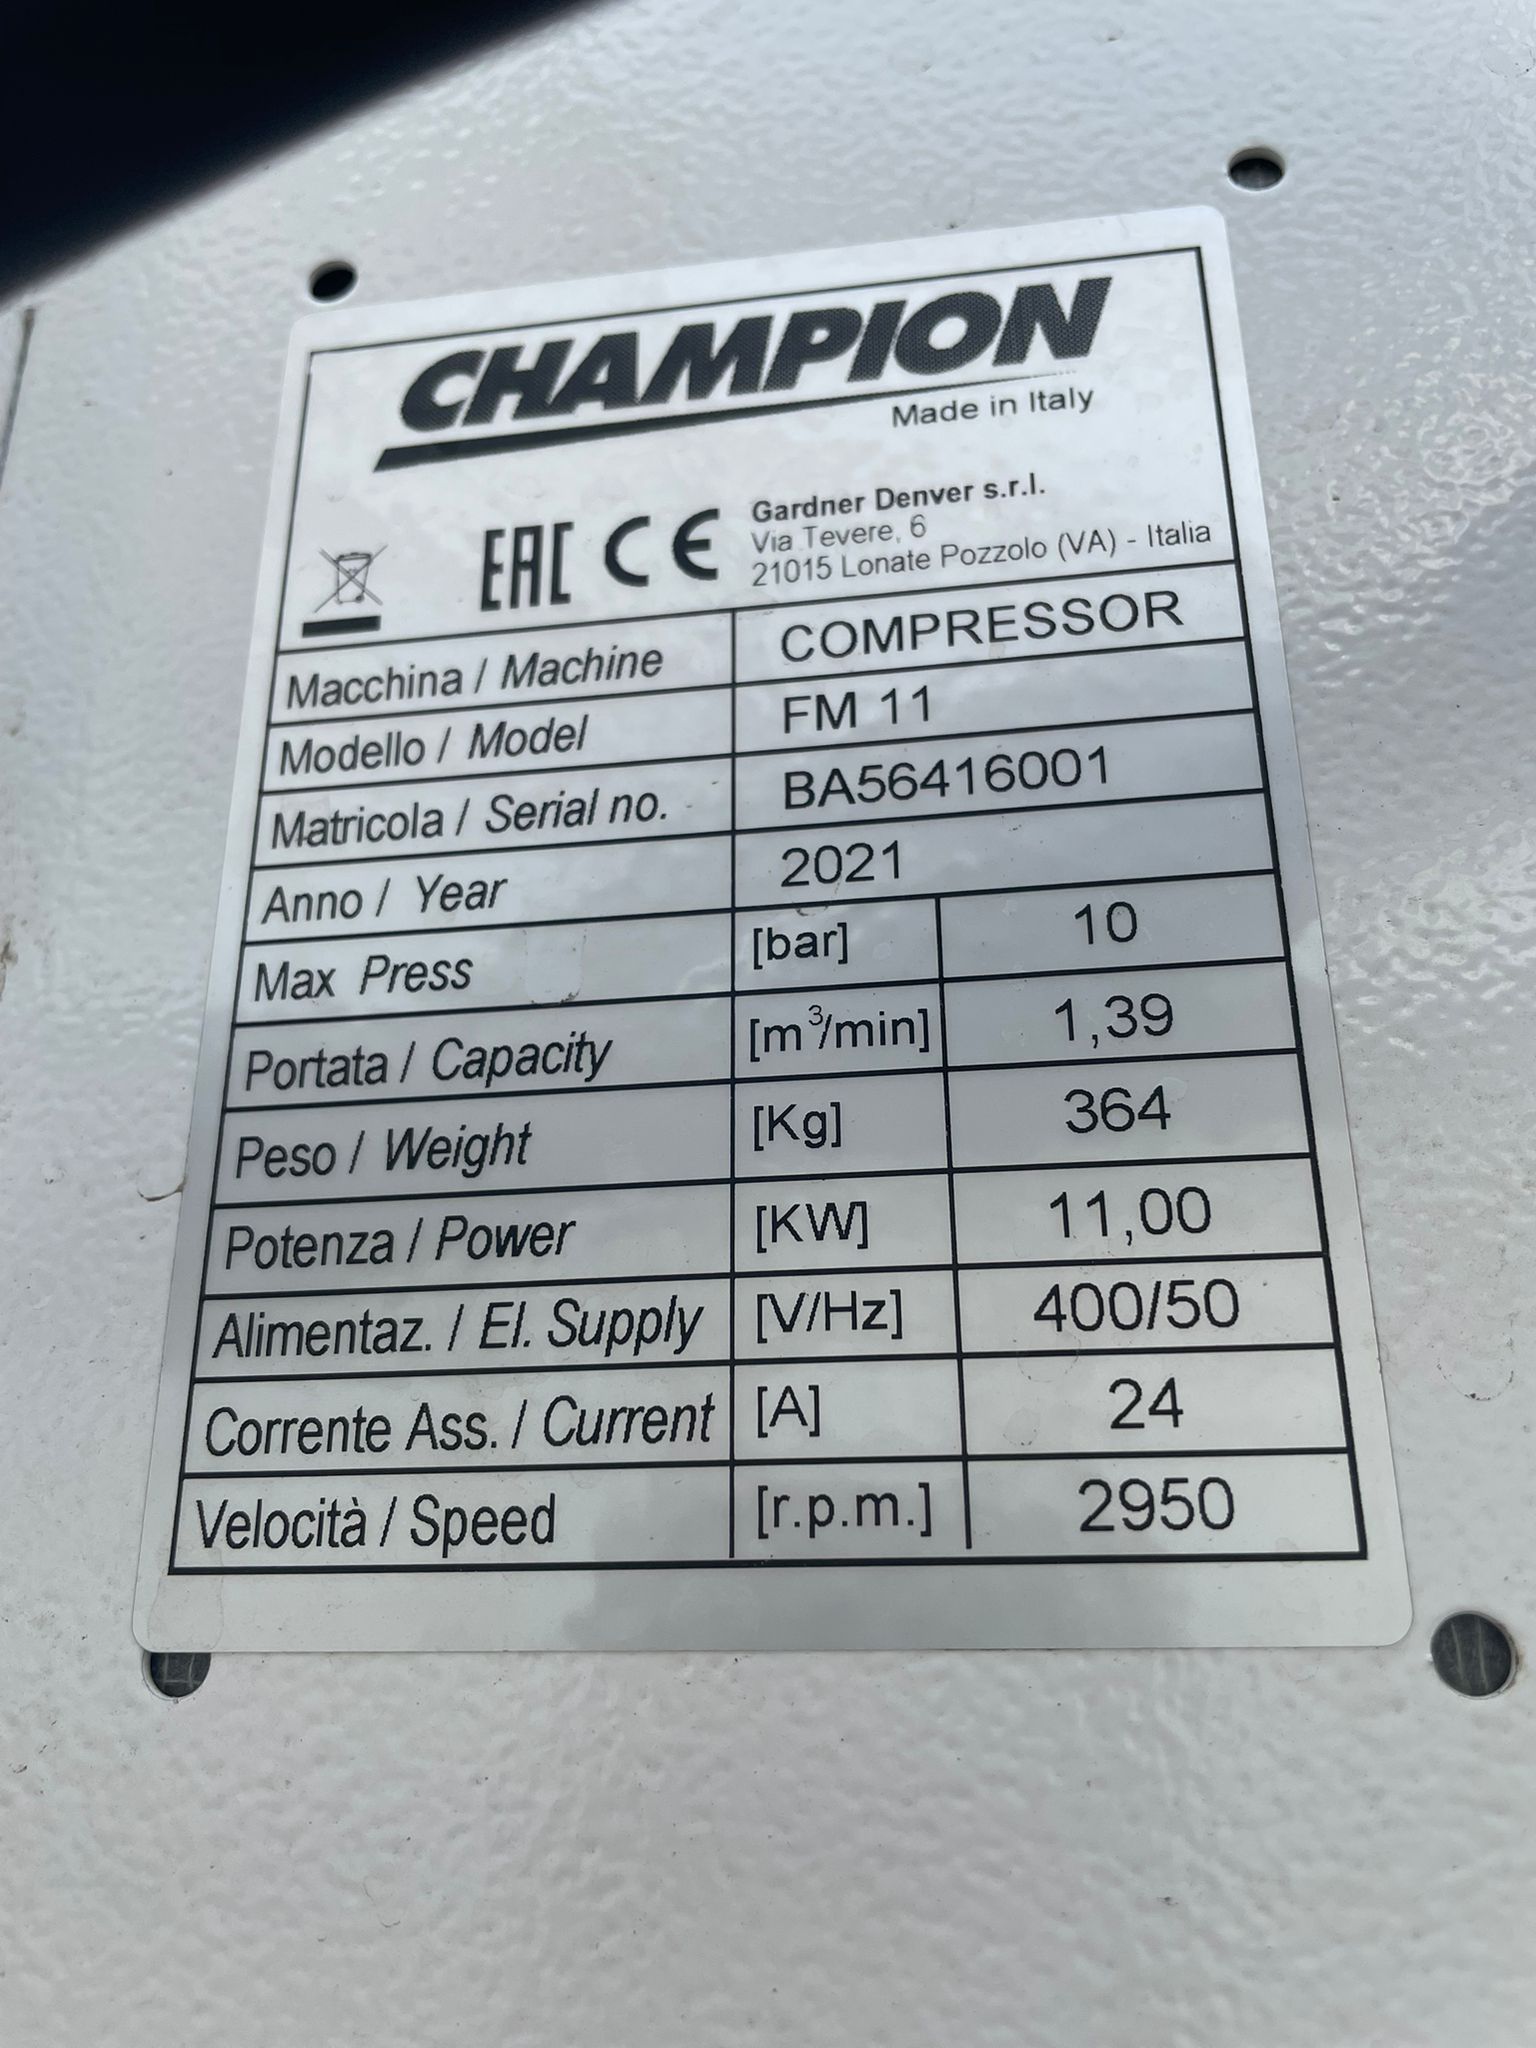 CHAMPION
Made in Italy
EAC CE
Gardner Denver s.r.l.
Via Tevere, 6
21015 Lonate Pozzolo (VA) - Italia
Macchina / Machine COMPRESSOR
Modello / Model FM 11
Matricola / Serial no. BA56416001
Anno / Year 2021
Max Press [bar] 10
Portata / Capacity [m³/min] 1,39
Peso / Weight [Kg] 364
Potenza / Power [KW] 11,00
Alimentaz. / El. Supply [V/Hz] 400/50
Corrente Ass. / Current [A] 24
Velocità / Speed [r.p.m.] 2950